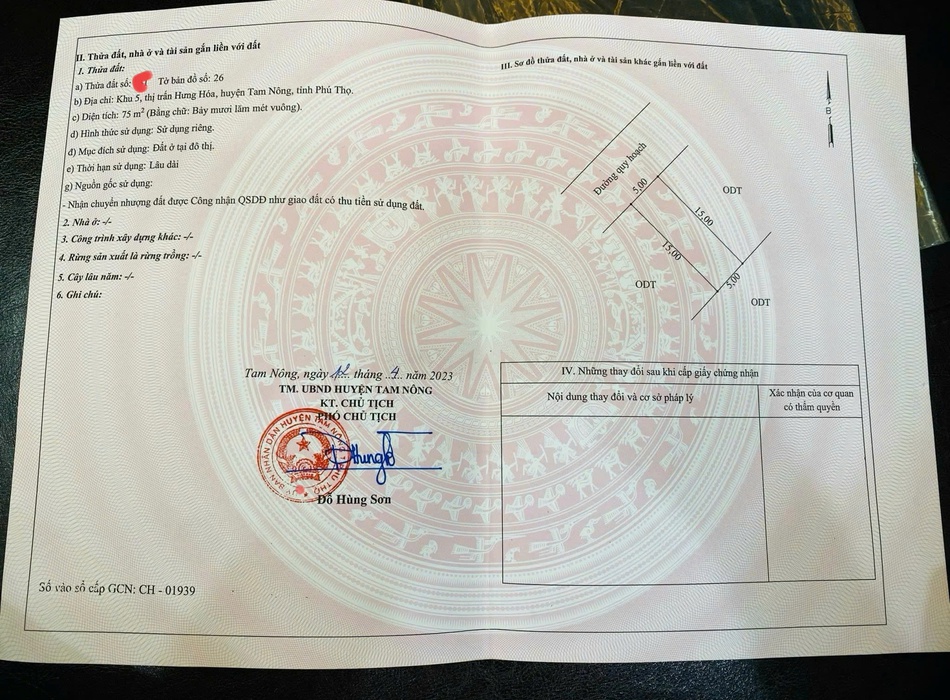 II. Thửa đất, nhà ở và tài sản gắn liền với đất
1. Thửa đất:
a) Thửa đất số: Tờ bản đồ số: 26
b) Địa chỉ: Khu 5, thị trấn Hưng Hóa, huyện Tam Nông, tỉnh Phú Thọ.
c) Diện tích: 75 m² (Bằng chữ: Bảy mươi lăm mét vuông).
d) Hình thức sử dụng: Sử dụng riêng.
đ) Mục đích sử dụng: Đất ở tại đô thị.
e) Thời hạn sử dụng: Lâu dài
g) Nguồn gốc sử dụng:
- Nhận chuyển nhượng đất được Công nhận QSDĐ như giao đất có thu tiền sử dụng đất.
2. Nhà ở: -/-
3. Công trình xây dựng khác: -/-
4. Rừng sản xuất là rừng trồng: -/-
5. Cây lâu năm: -/-
6. Ghi chú:
Tam Nông, ngày tháng ..4.. năm 2023
TM. UBND HUYỆN TAM NÔNG
KT. CHỦ TỊCH
PHÓ CHỦ TỊCH
Đỗ Hùng Sơn
Số vào sổ cấp GCN: CH - 01939
III. Sơ đồ thửa đất, nhà ở và tài sản khác gắn liền với đất
B
Đường quy hoạch
5,00
ODT
15,00
15,00
5,00
ODT
ODT
IV. Những thay đổi sau khi cấp giấy chứng nhận
Nội dung thay đổi và cơ sở pháp lý
Xác nhận của cơ quan
có thẩm quyền